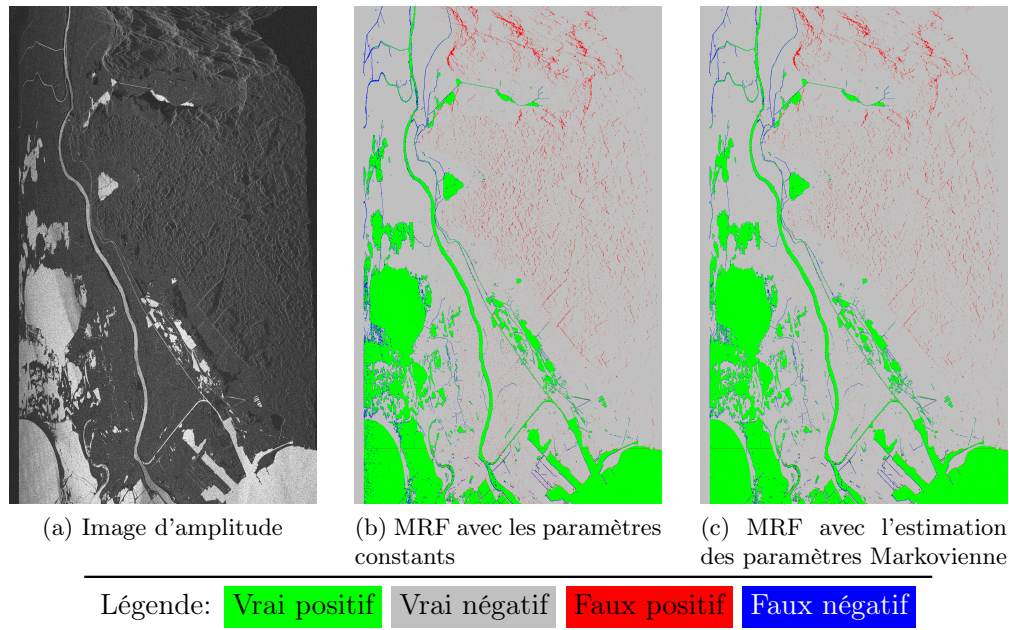 (a) Image d'amplitude
(b) MRF avec les paramètres
constants
(c) MRF avec l'estimation
des paramètres Markovienne
Légende: Vrai positif Vrai négatif Faux positif Faux négatif